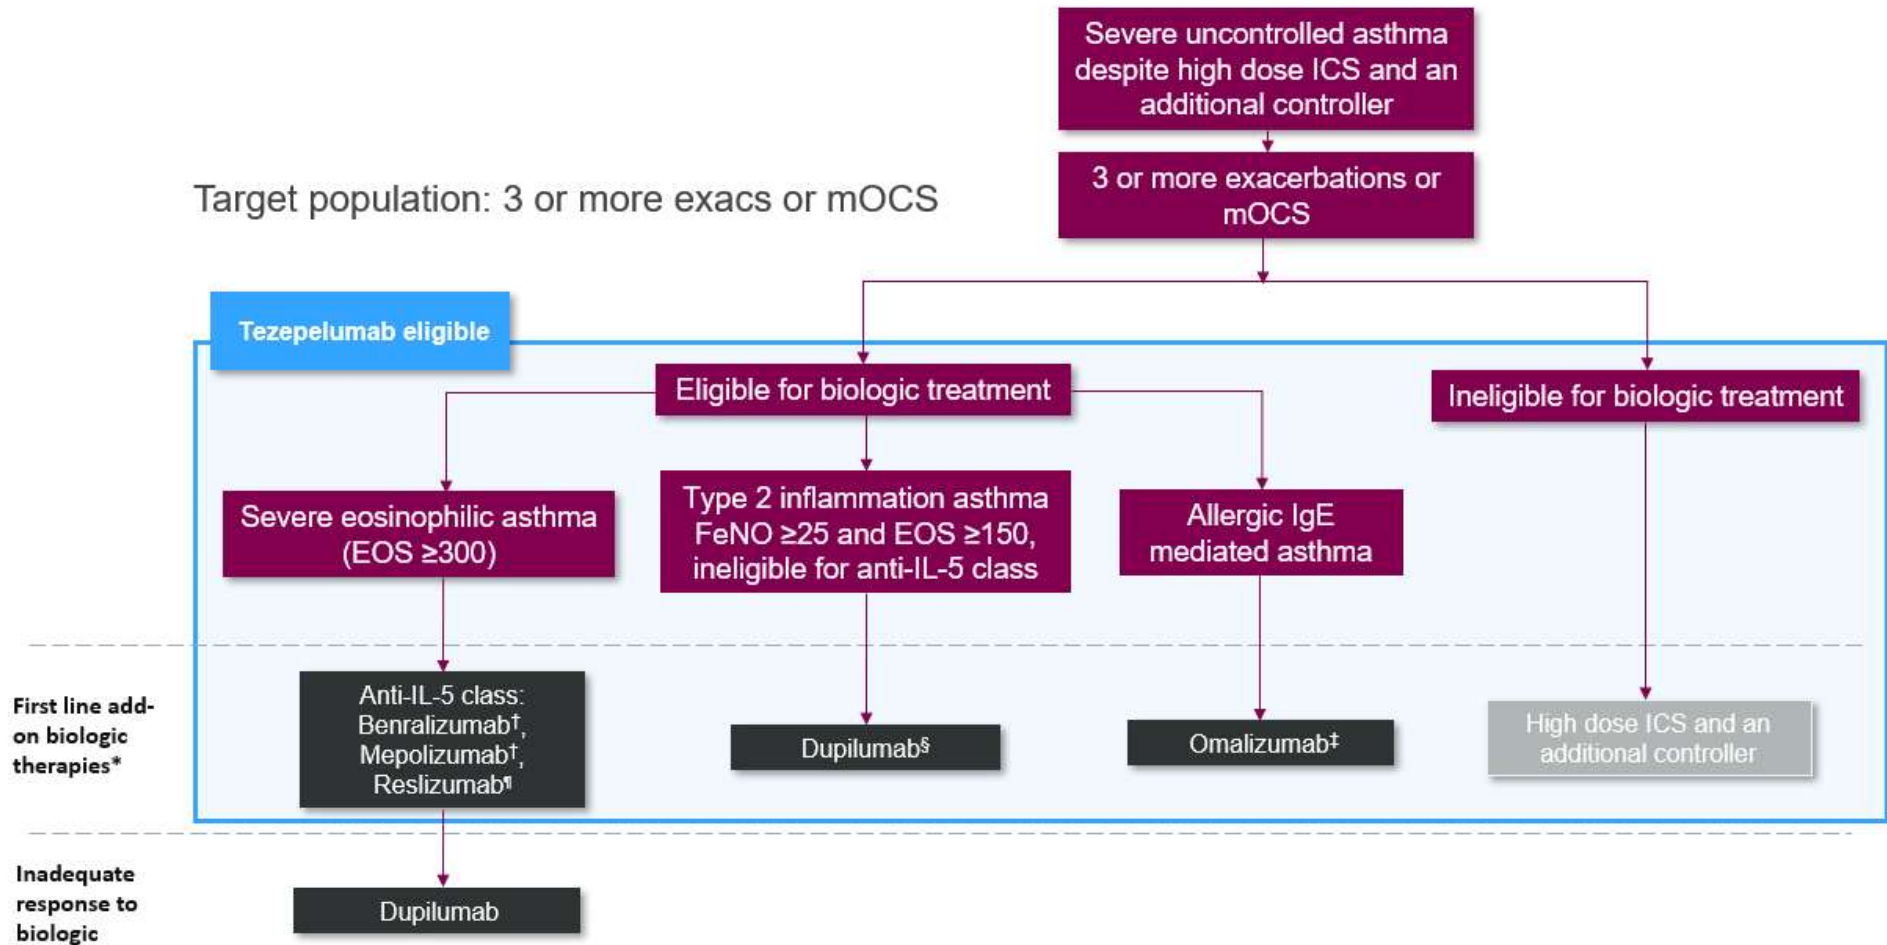 Severe uncontrolled asthma
despite high dose ICS and an
additional controller
3 or more exacerbations or
mOCS
Target population: 3 or more exacs or mOCS
Tezepelumab eligible
Eligible for biologic treatment
Ineligible for biologic treatment
Severe eosinophilic asthma
(EOS ≥300)
Type 2 inflammation asthma
FeNO ≥25 and EOS ≥150,
ineligible for anti-IL-5 class
Allergic IgE
mediated asthma
First line add-
on biologic
therapies*
Anti-IL-5 class:
Benralizumab†,
Mepolizumab†,
Reslizumab¶
Dupilumab§
Omalizumab‡
High dose ICS and an
additional controller
Inadequate
response to
biologic
Dupilumab